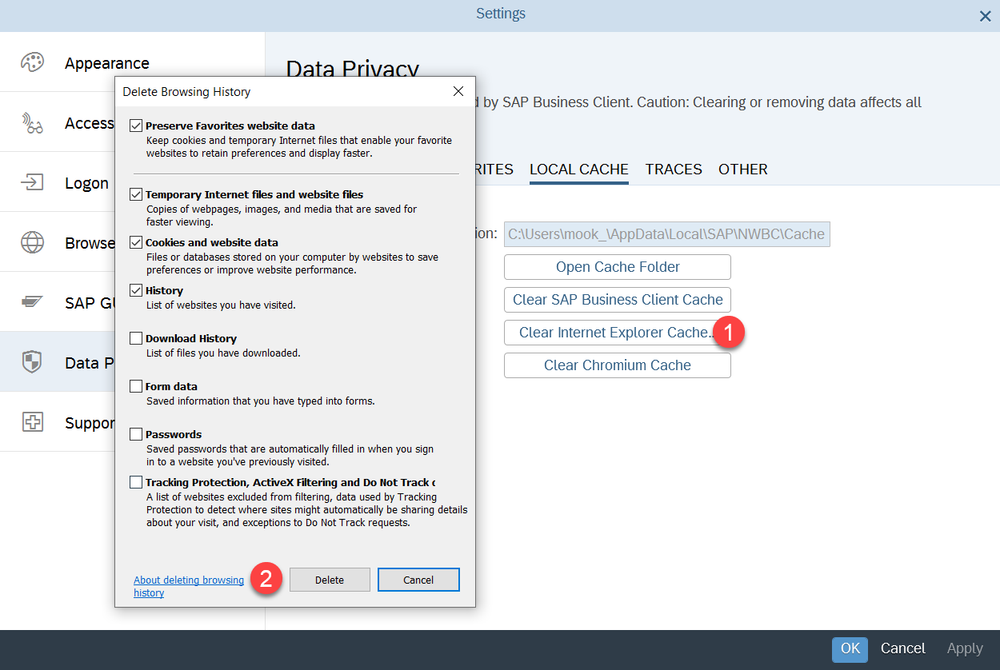 Settings
Appearance
Access
Logon
Browse
SAP GU
Data P
Suppor
Data Privacy
d by SAP Business Client. Caution: Clearing or removing data affects all
RITES LOCAL CACHE TRACES OTHER
ion: C:\Users\mook_\AppData\Local\SAP\NWBC\Cache
Open Cache Folder
Clear SAP Business Client Cache
Clear Internet Explorer Cache..
1
Clear Chromium Cache
Delete Browsing History
Preserve Favorites website data
Keep cookies and temporary Internet files that enable your favorite
websites to retain preferences and display faster.
Temporary Internet files and website files
Copies of webpages, images, and media that are saved for
faster viewing.
Cookies and website data
Files or databases stored on your computer by websites to save
preferences or improve website performance.
History
List of websites you have visited.
Download History
List of files you have downloaded.
Form data
Saved information that you have typed into forms.
Passwords
Saved passwords that are automatically filled in when you sign
in to a website you've previously visited.
Tracking Protection, ActiveX Filtering and Do Not Track
A list of websites excluded from filtering, data used by Tracking
Protection to detect where sites might automatically be sharing details
about your visit, and exceptions to Do Not Track requests.
About deleting browsing
history
2
Delete
Cancel
OK Cancel Apply